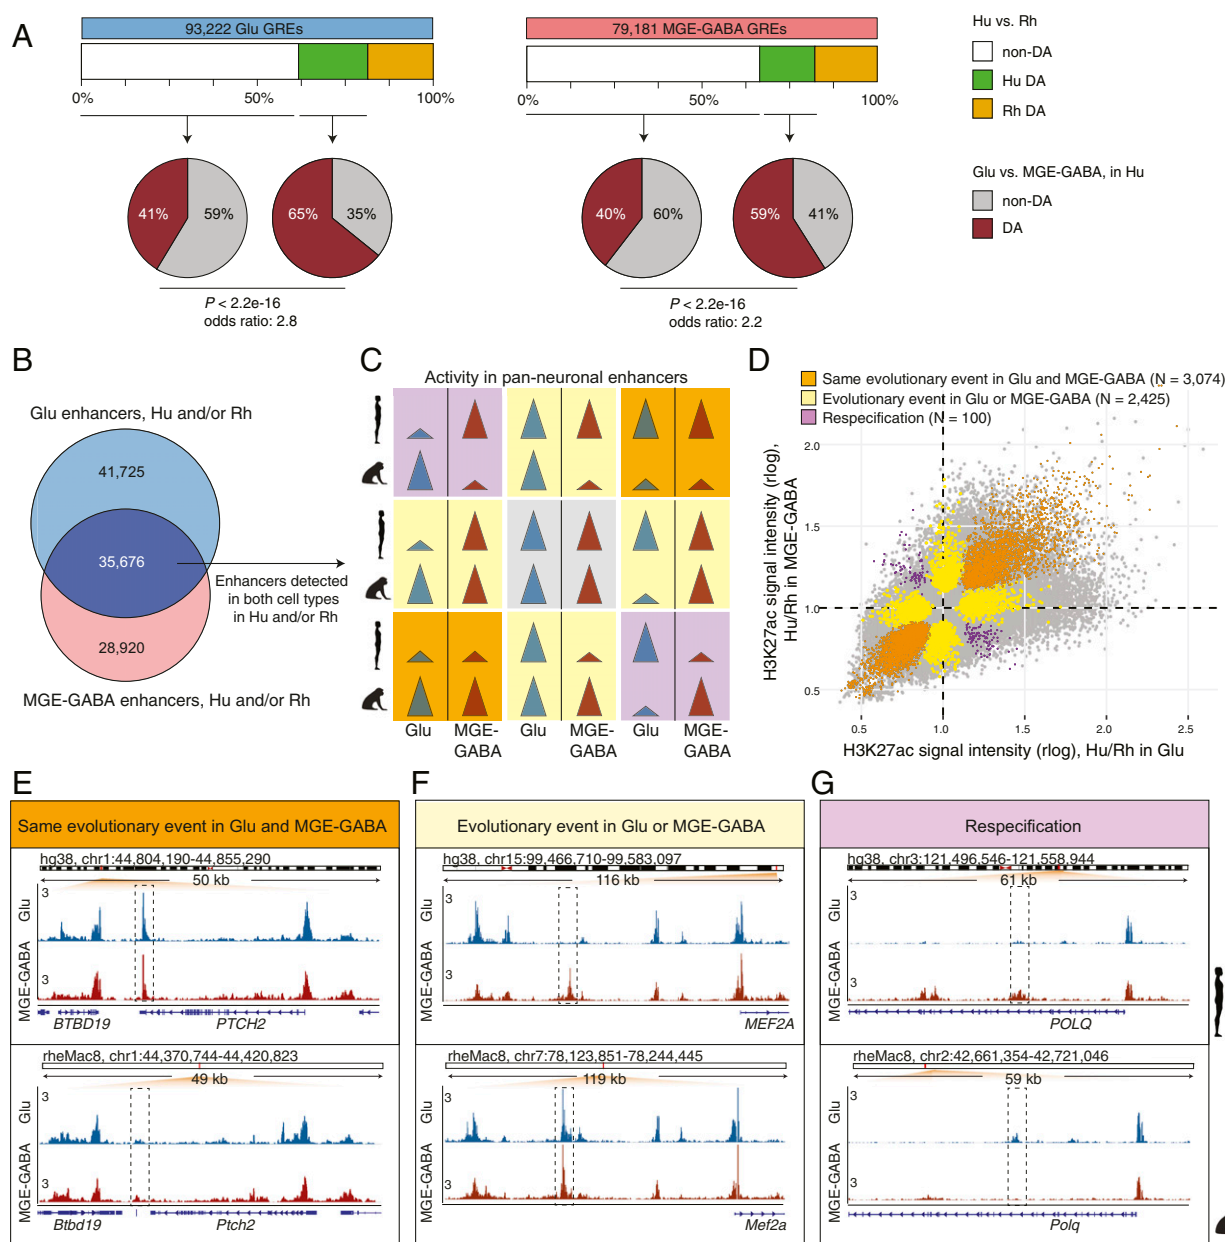 A
93,222 Glu GREs
0%
50%
100%
41%
59%
65%
35%
P < 2.2e-16
odds ratio: 2.8
79,181 MGE-GABA GREs
0%
50%
100%
40%
60%
59%
41%
P < 2.2e-16
odds ratio: 2.2
Hu vs. Rh
non-DA
Hu DA
Rh DA
Glu vs. MGE-GABA, in Hu
non-DA
DA
B
Glu enhancers, Hu and/or Rh
41,725
35,676
28,920
MGE-GABA enhancers, Hu and/or Rh
Enhancers detected
in both cell types
in Hu and/or Rh
C
Activity in pan-neuronal enhancers
Glu
MGE-
GABA
Glu
MGE-
GABA
Glu
MGE-
GABA
D
Same evolutionary event in Glu and MGE-GABA (N = 3,074)
Evolutionary event in Glu or MGE-GABA (N = 2,425)
Respecification (N = 100)
H3K27ac signal intensity (rlog),
Hu/Rh in MGE-GABA
2.0
1.5
1.0
0.5
0.5
1.0
1.5
2.0
2.5
H3K27ac signal intensity (rlog), Hu/Rh in Glu
E
Same evolutionary event in Glu and MGE-GABA
hg38, chr1:44,804,190-44,855,290
50 kb
Glu
3
MGE-GABA
3
BTBD19
PTCH2
rheMac8, chr1:44,370,744-44,420,823
49 kb
Glu
3
MGE-GABA
3
Btbd19
Ptch2
F
Evolutionary event in Glu or MGE-GABA
hg38, chr15:99,466,710-99,583,097
116 kb
Glu
3
MGE-GABA
3
MEF2A
rheMac8, chr7:78,123,851-78,244,445
119 kb
Glu
3
MGE-GABA
3
Mef2a
G
Respecification
hg38, chr3:121,496,546-121,558,944
61 kb
Glu
3
MGE-GABA
3
POLQ
rheMac8, chr2:42,661,354-42,721,046
59 kb
Glu
3
MGE-GABA
3
Polq